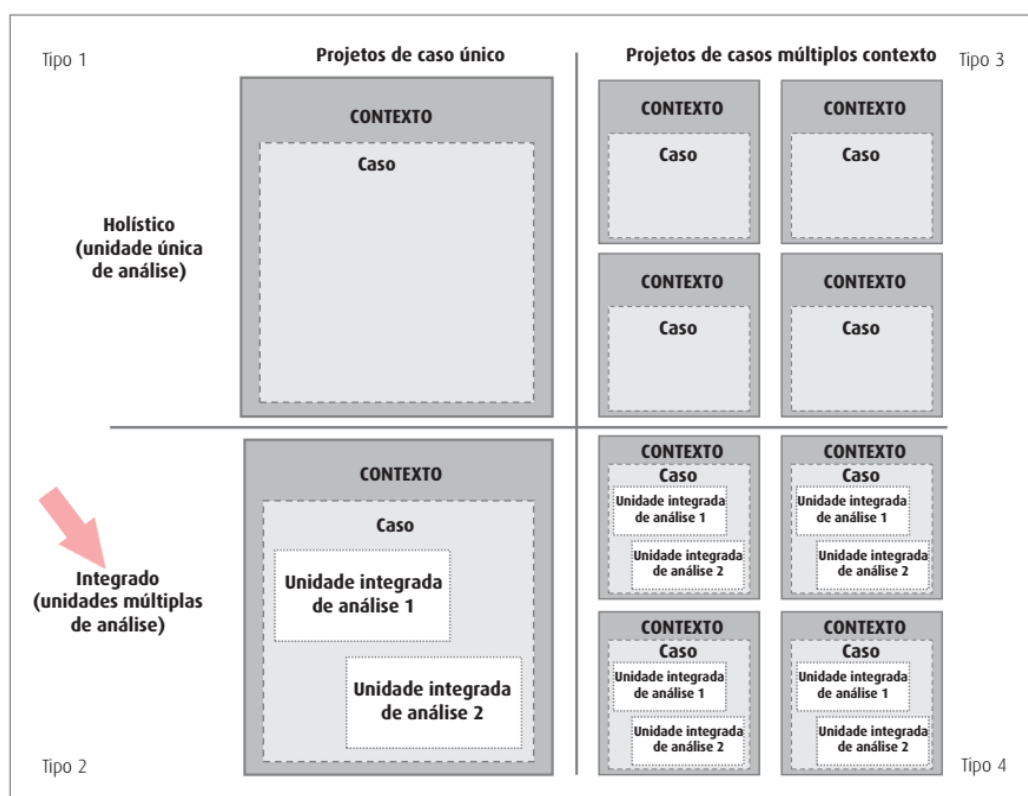 Tipo 1
Projetos de caso único
Projetos de casos múltiplos contexto
Tipo 3
Holístico
(unidade única
de análise)
CONTEXTO
Caso
CONTEXTO
Caso
CONTEXTO
Caso
CONTEXTO
Caso
CONTEXTO
Caso
Integrado
(unidades múltiplas
de análise)
CONTEXTO
Caso
Unidade integrada
de análise 1
Unidade integrada
de análise 2
CONTEXTO
Caso
Unidade integrada
de análise 1
Unidade integrada
de análise 2
CONTEXTO
Caso
Unidade integrada
de análise 1
Unidade integrada
de análise 2
CONTEXTO
Caso
Unidade integrada
de análise 1
Unidade integrada
de análise 2
CONTEXTO
Caso
Unidade integrada
de análise 1
Unidade integrada
de análise 2
Tipo 2
Tipo 4